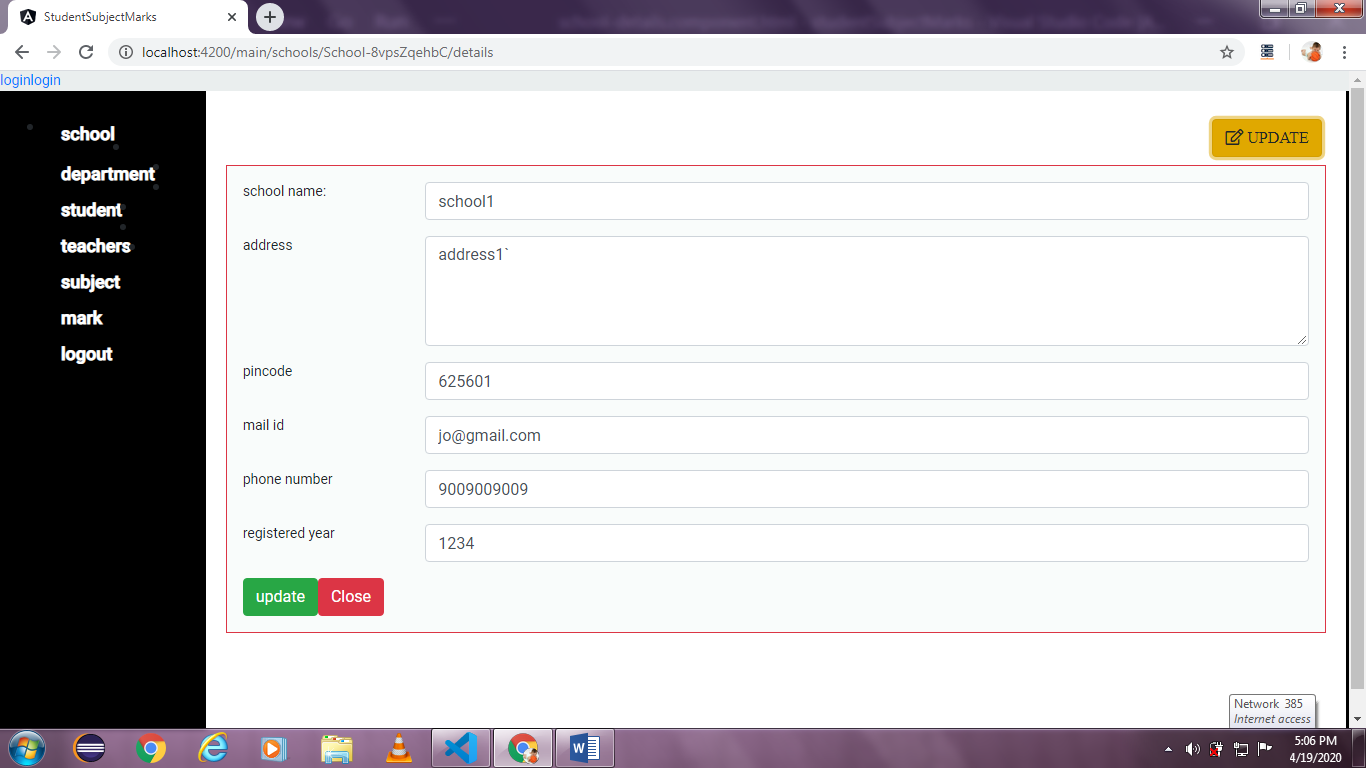 StudentSubjectMarks
localhost:4200/main/schools/School-8vpsZqehbC/details
loginlogin
school
department
student
teachers
subject
mark
logout
UPDATE
school name:
school1
address
address1`
pincode
625601
mail id
jo@gmail.com
phone number
9009009009
registered year
1234
update
Close
Network 385
Internet access
5:06 PM
4/19/2020